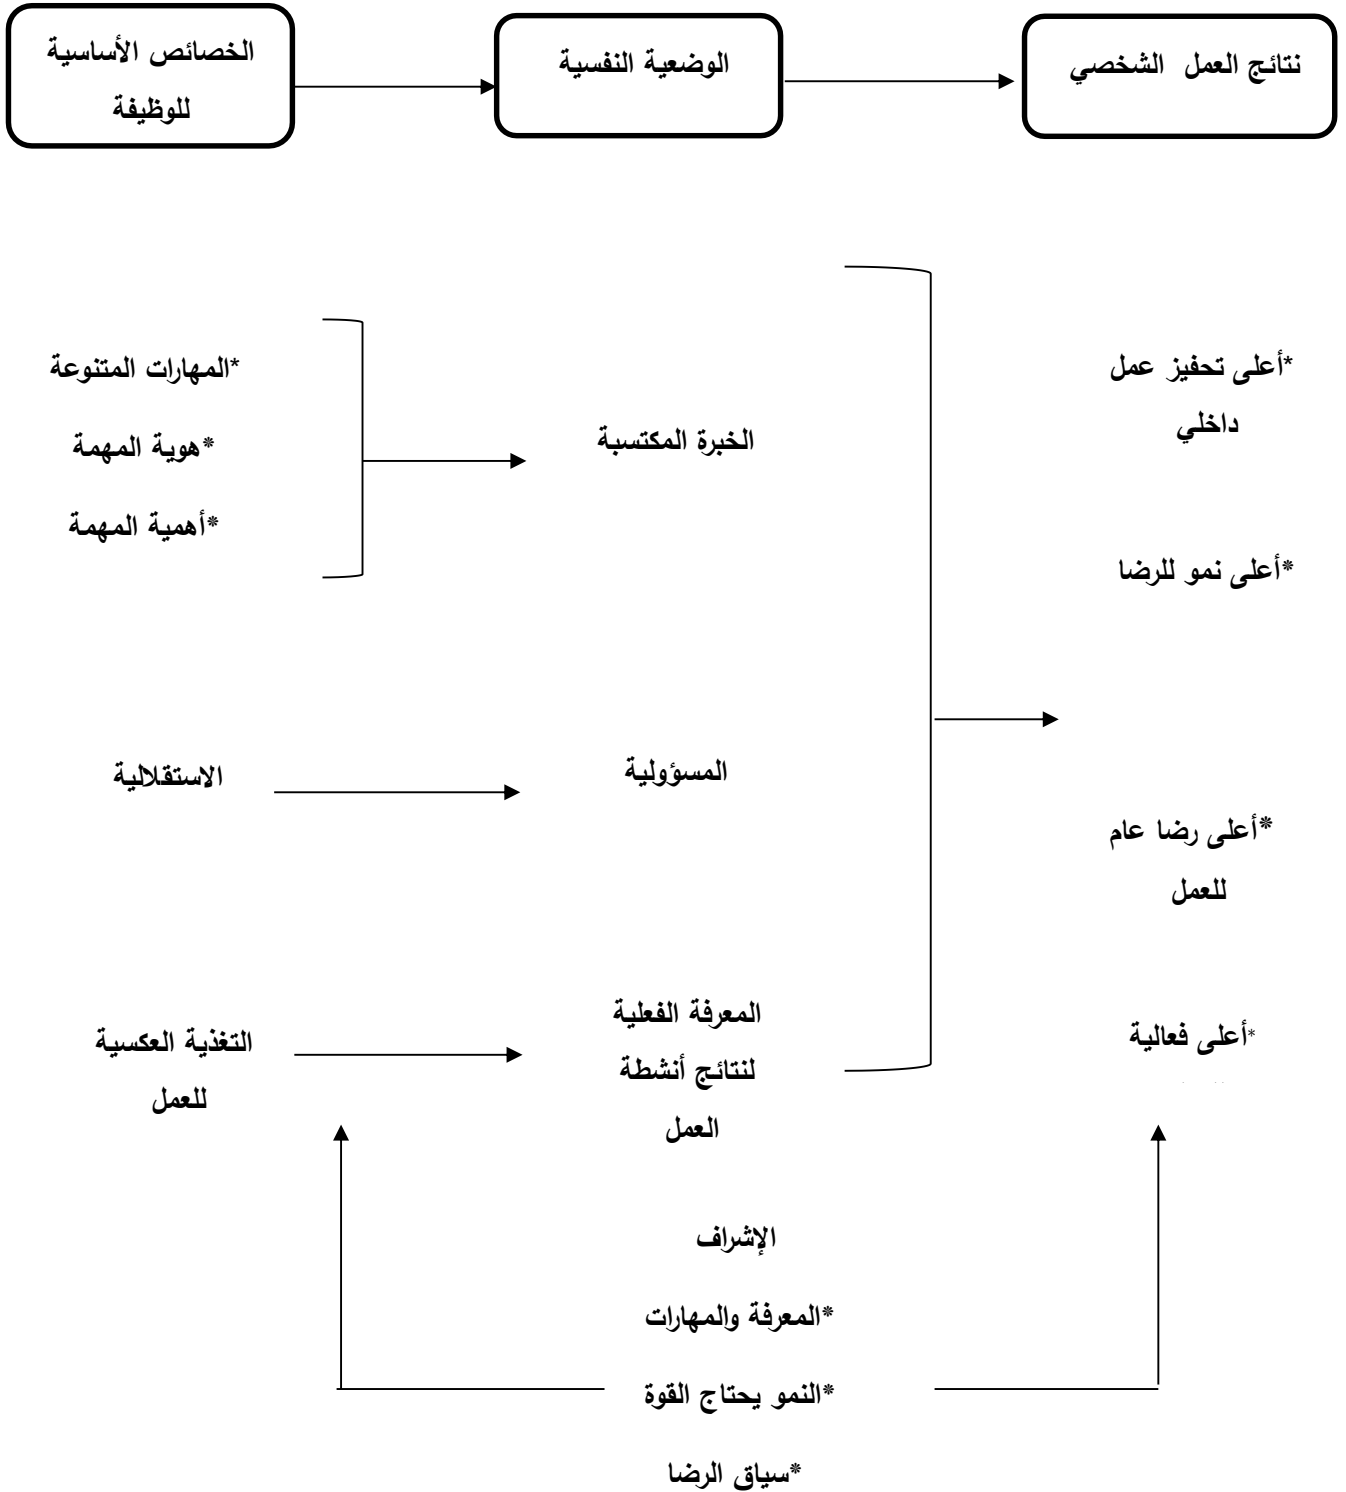 الخصائص الأساسية
للوظيفة
الوضعية النفسية
نتائج العمل الشخصي
*المهارات المتنوعة
*هوية المهمة
*أهمية المهمة
الخبرة المكتسبة
*أعلى تحفيز عمل
داخلي
*أعلى نمو للرضا
الاستقلالية
المسؤولية
*أعلى رضا عام
للعمل
التغذية العكسية
للعمل
المعرفة الفعلية
لنتائج أنشطة
العمل
*أعلى فعالية
الإشراف
*المعرفة والمهارات
*النمو يحتاج القوة
*سياق الرضا